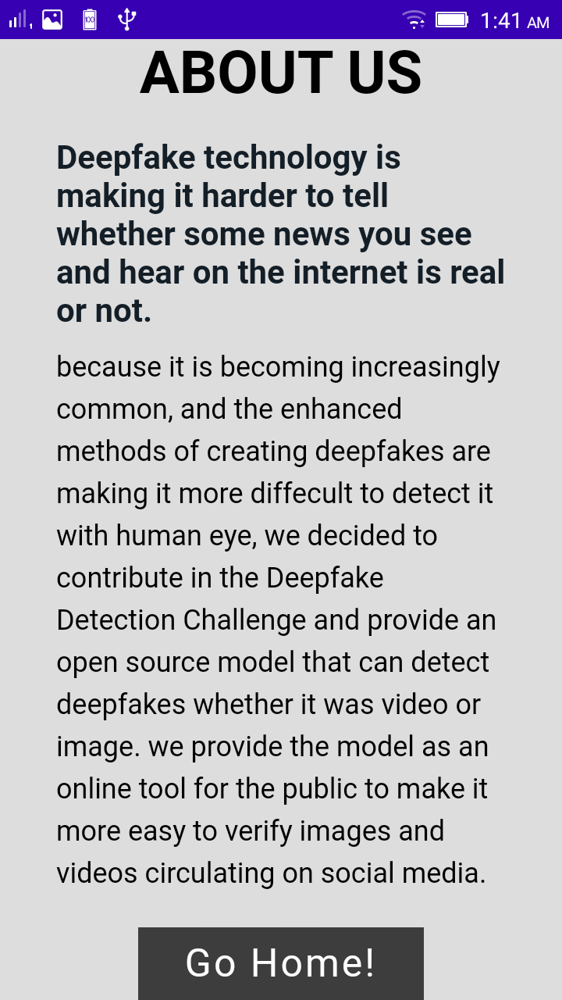 100
1:41 AM
ABOUT US
Deepfake technology is
making it harder to tell
whether some news you see
and hear on the internet is real
or not.
because it is becoming increasingly
common, and the enhanced
methods of creating deepfakes are
making it more diffecult to detect it
with human eye, we decided to
contribute in the Deepfake
Detection Challenge and provide an
open source model that can detect
deepfakes whether it was video or
image. we provide the model as an
online tool for the public to make it
more easy to verify images and
videos circulating on social media.
Go Home!